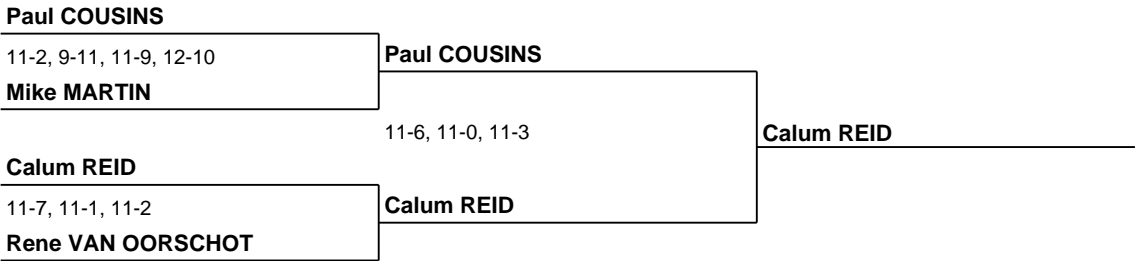 Paul COUSINS
11-2, 9-11, 11-9, 12-10
Paul COUSINS
Mike MARTIN
11-6, 11-0, 11-3
Calum REID
Calum REID
11-7, 11-1, 11-2
Calum REID
Rene VAN OORSCHOT